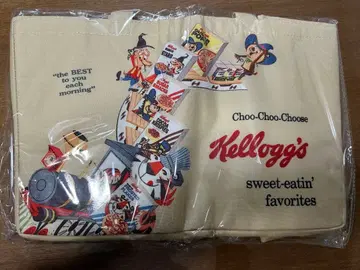 "the BEST
to you
each
morning"
Choo-Choo-Choose
Kellogg's
sweet-eatin'
favorites